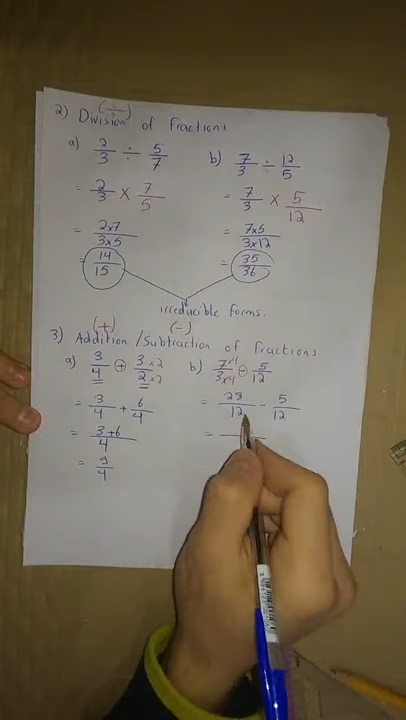 2) Division (÷) of fractions
a) 2/3 ÷ 5/7
= 2/3 × 7/5
= 2×7/3×5
= 14/15
b) 7/3 ÷ 12/5
= 7/3 × 5/12
= 7×5/3×12
= 35/36
irreducible forms.
(+) (-)
3) Addition /Subtraction of fractions
a) 3/4 + 3×2/2×2
= 3/4 + 6/4
= 3+6/4
= 9/4
b) 7×4/3×4 - 5/12
= 28/12 - 5/12
=